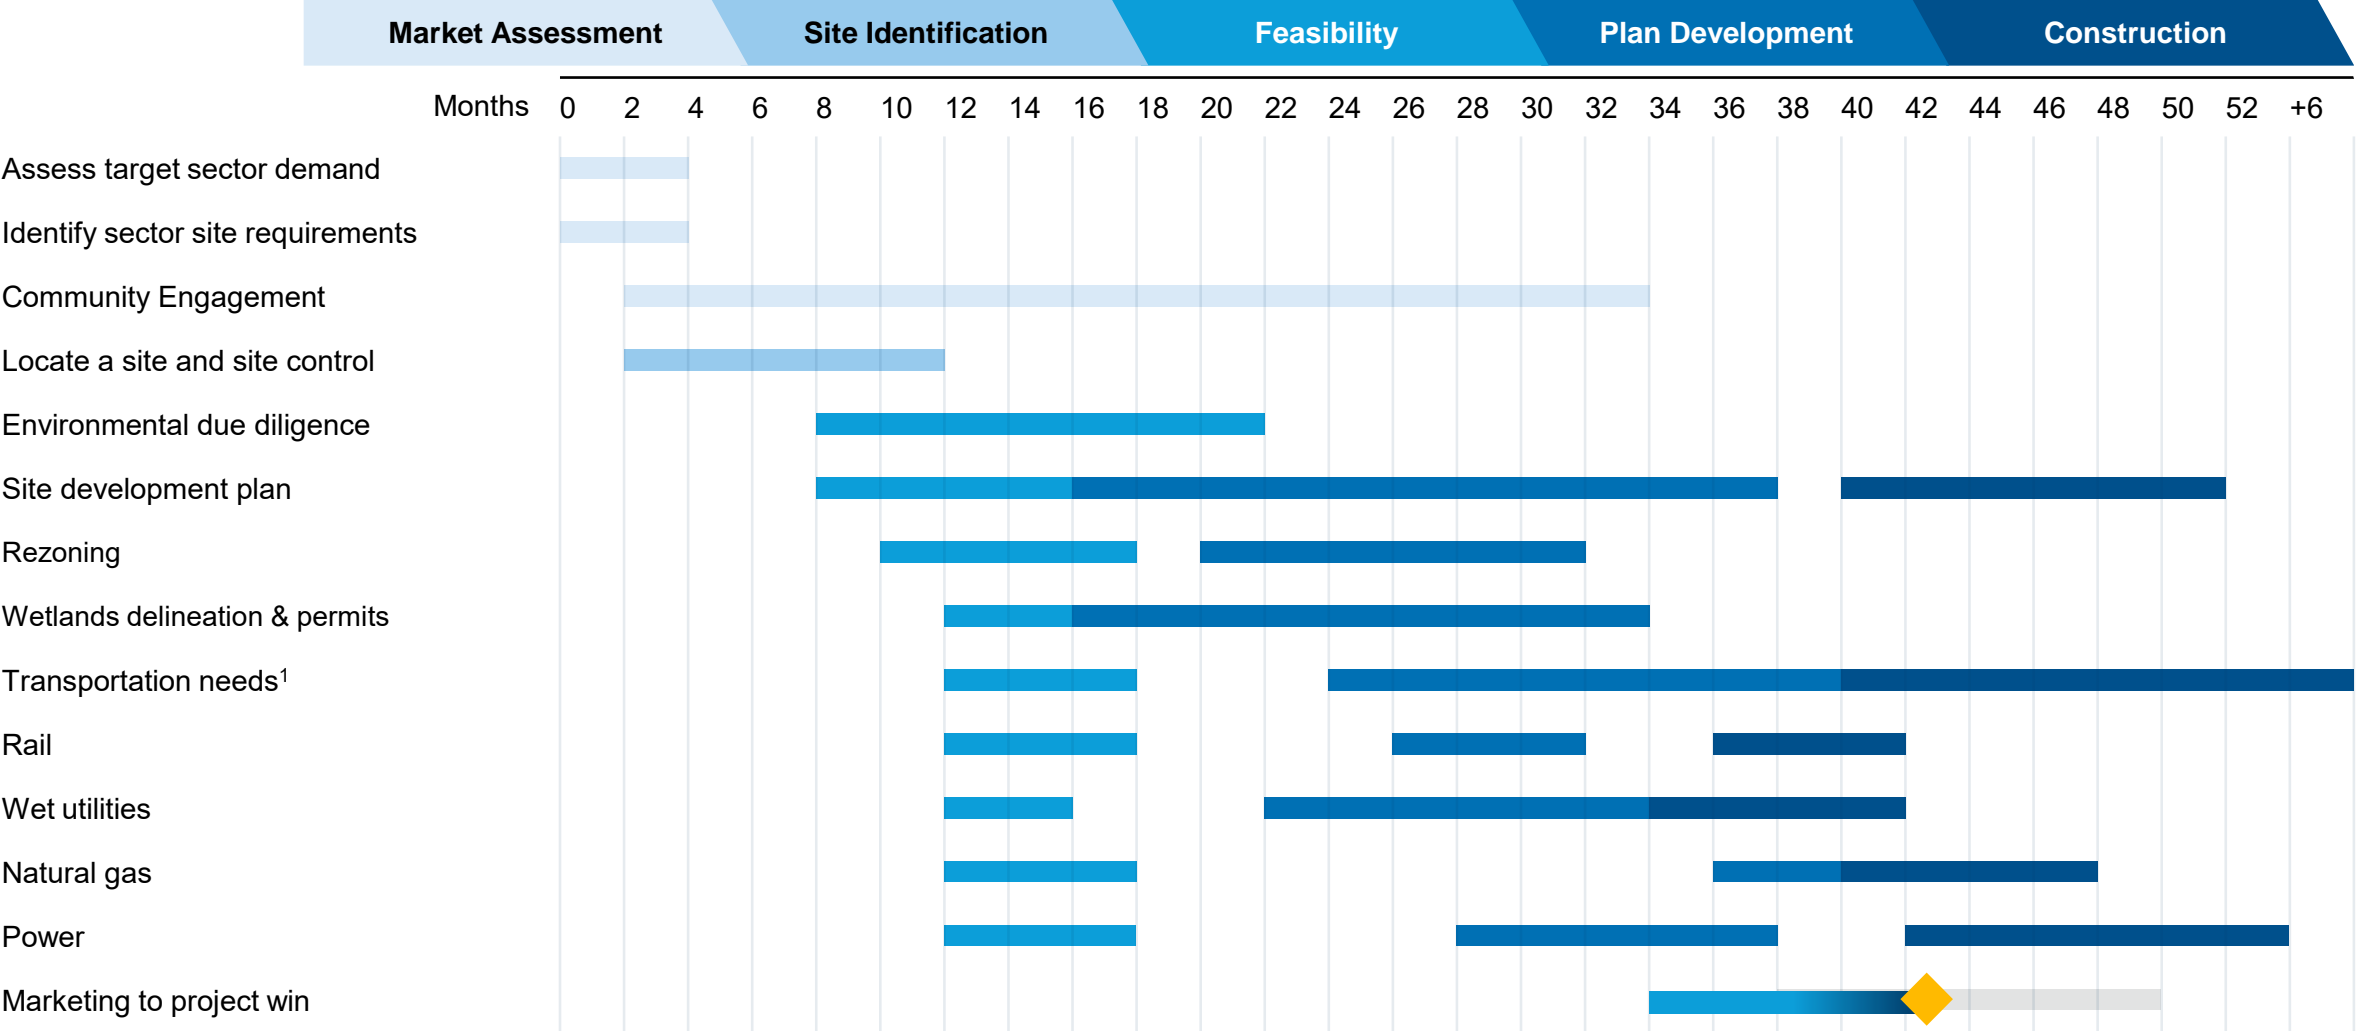 Market Assessment Site Identification Feasibility Plan Development Construction
Months 0 2 4 6 8 10 12 14 16 18 20 22 24 26 28 30 32 34 36 38 40 42 44 46 48 50 52 +6
Assess target sector demand
Identify sector site requirements
Community Engagement
Locate a site and site control
Environmental due diligence
Site development plan
Rezoning
Wetlands delineation & permits
Transportation needs¹
Rail
Wet utilities
Natural gas
Power
Marketing to project win